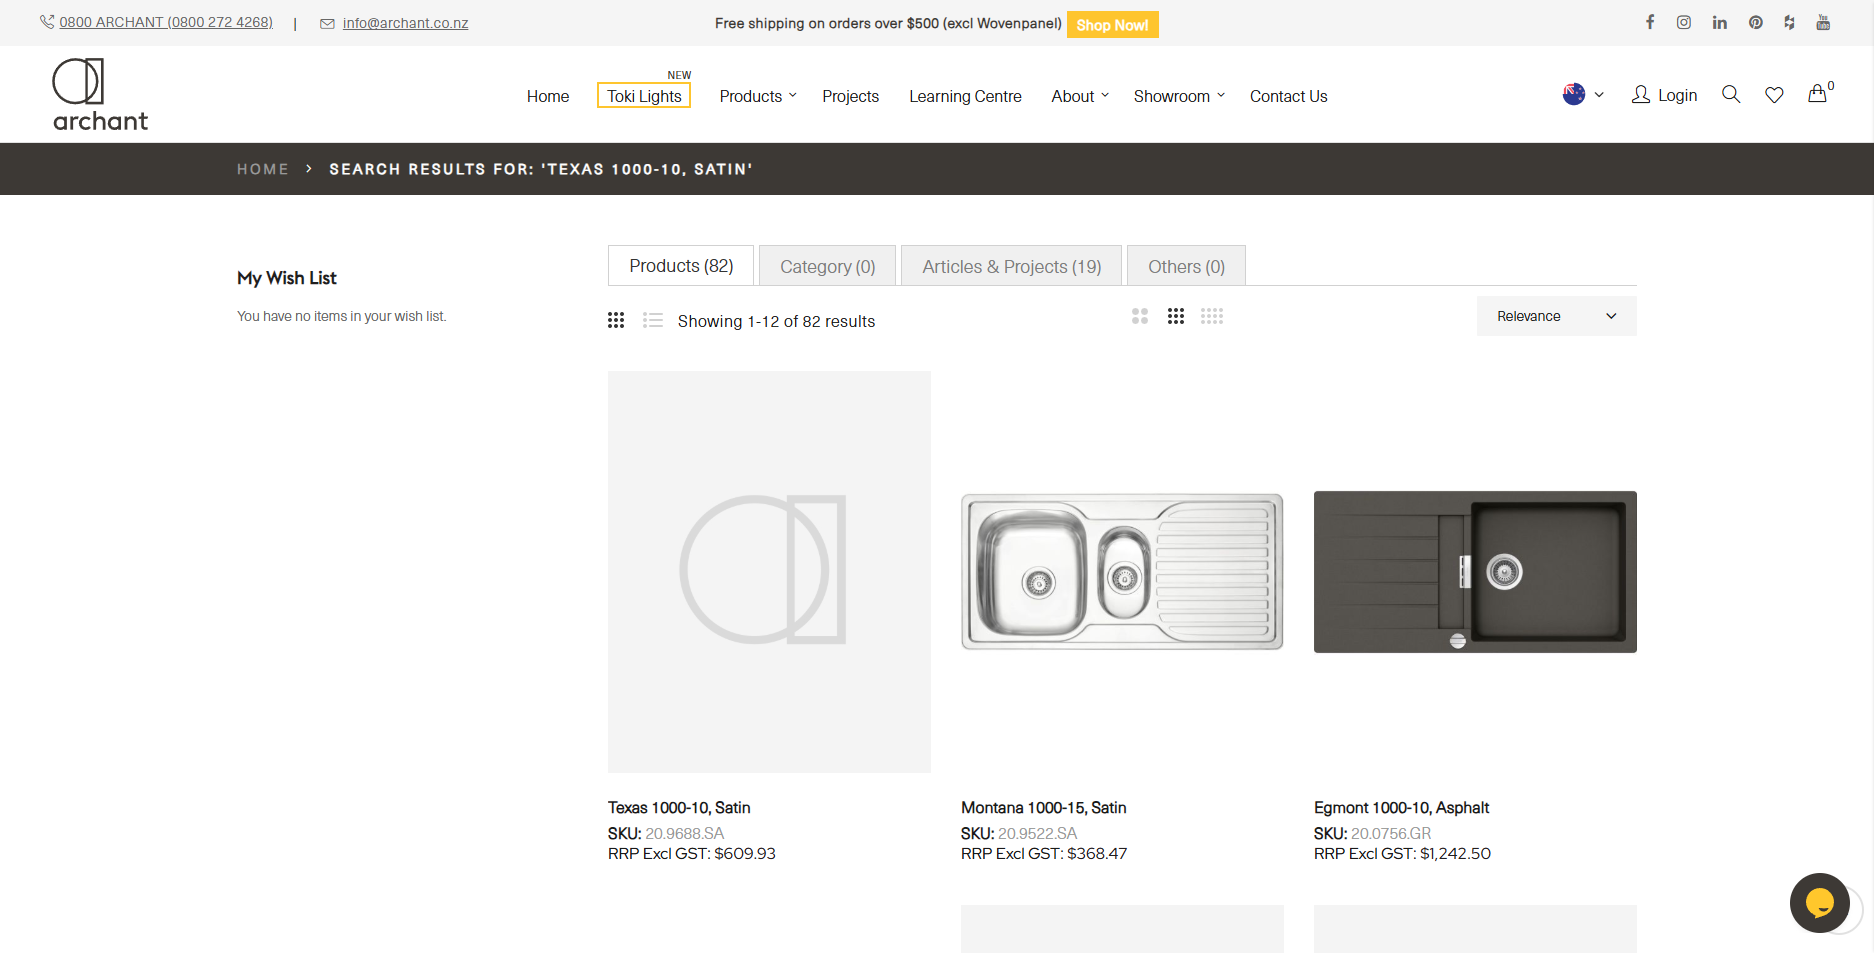 0800 ARCHANT (0800 272 4268) | info@archant.co.nz
Free shipping on orders over $500 (excl Wovenpanel) Shop Now!
You Tube
archant
Home
NEW
Toki Lights
Products
Projects
Learning Centre
About
Showroom
Contact Us
Login
0
HOME > SEARCH RESULTS FOR: 'TEXAS 1000-10, SATIN'
My Wish List
You have no items in your wish list.
Products (82)
Category (0)
Articles & Projects (19)
Others (0)
Showing 1-12 of 82 results
Relevance
Texas 1000-10, Satin
SKU: 20.9688.SA
RRP Excl GST: $609.93
Montana 1000-15, Satin
SKU: 20.9522.SA
RRP Excl GST: $368.47
Egmont 1000-10, Asphalt
SKU: 20.0756.GR
RRP Excl GST: $1,242.50